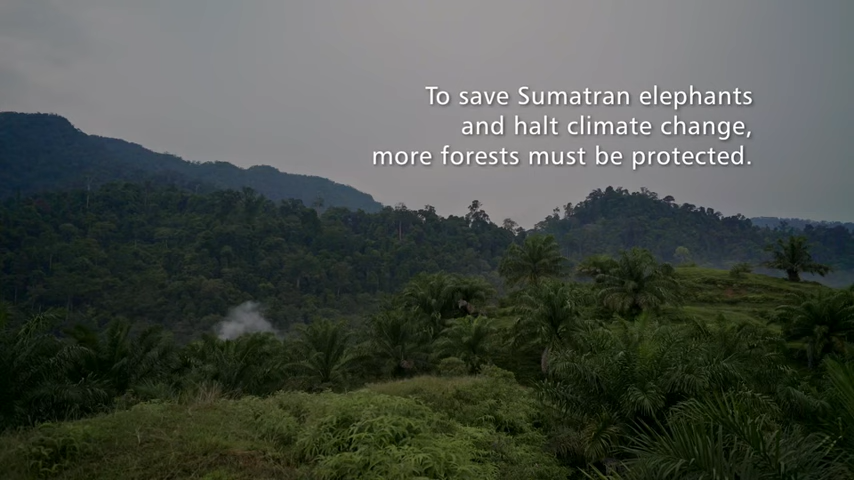 To save Sumatran elephants
and halt climate change,
more forests must be protected.